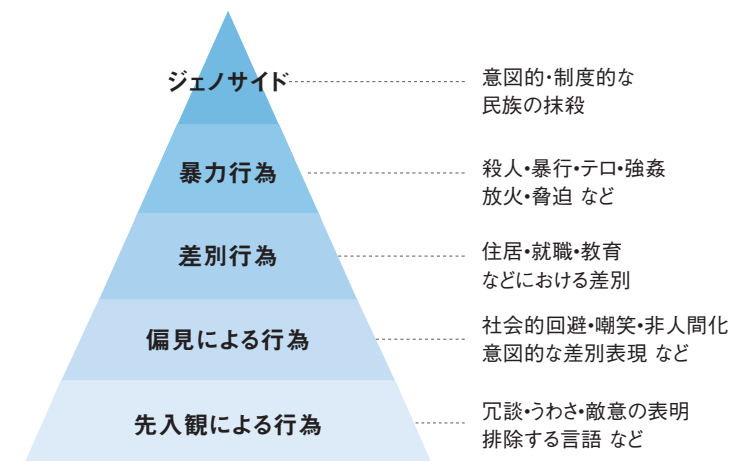 ジェノサイド
意図的・制度的な
民族の抹殺
暴力行為
殺人・暴行・テロ・強姦
放火・脅迫 など
差別行為
住居・就職・教育
などにおける差別
偏見による行為
社会的回避・嘲笑・非人間化
意図的な差別表現 など
先入観による行為
冗談・うわさ・敵意の表明
排除する言語 など